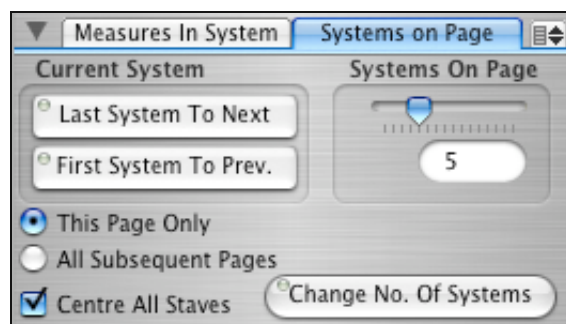 Measures In System Systems on Page
Current System Systems On Page
Last System To Next
First System To Prev.
5
This Page Only
All Subsequent Pages
Centre All Staves Change No. Of Systems